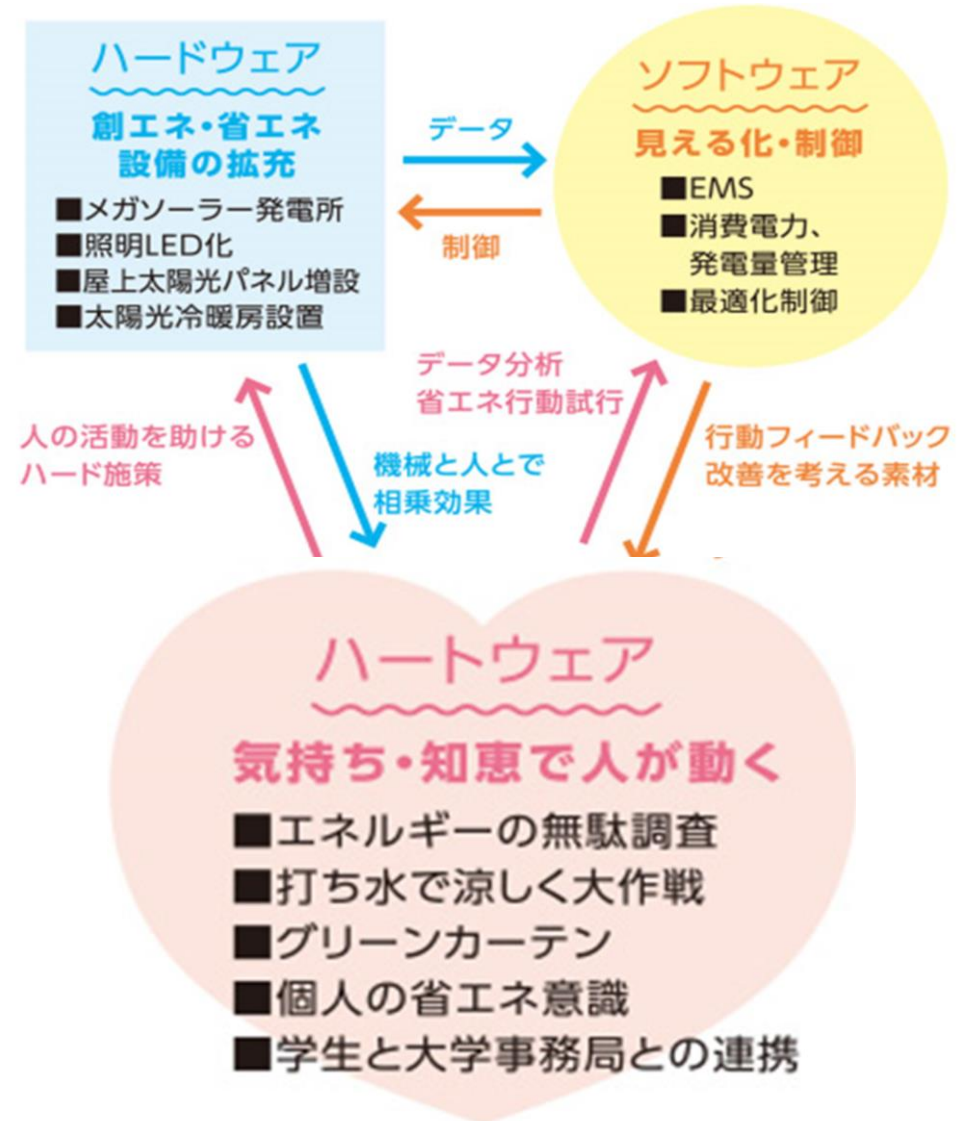 ハードウェア
創エネ・省エネ
設備の拡充
■メガソーラー発電所
■照明LED化
■屋上太陽光パネル増設
■太陽光冷暖房設置
データ
制御
ソフトウェア
見える化・制御
■EMS
■消費電力、
発電量管理
■最適化制御
人の活動を助ける
ハード施策
機械と人とで
相乗効果
データ分析
省エネ行動試行
行動フィードバック
改善を考える素材
ハートウェア
気持ち・知恵で人が動く
■エネルギーの無駄調査
■打ち水で涼しく大作戦
■グリーンカーテン
■個人の省エネ意識
■学生と大学事務局との連携